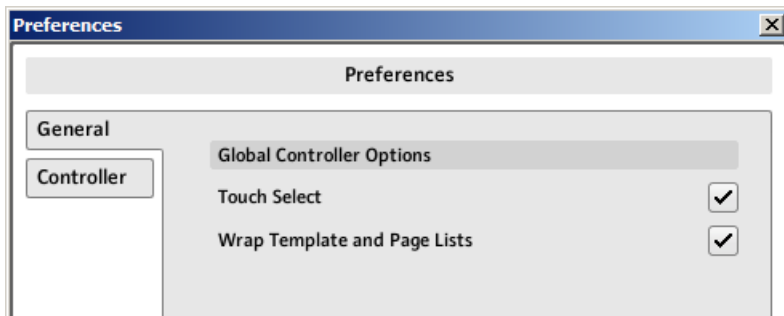 Preferences
Preferences
General
Global Controller Options
Controller
Touch Select
Wrap Template and Page Lists